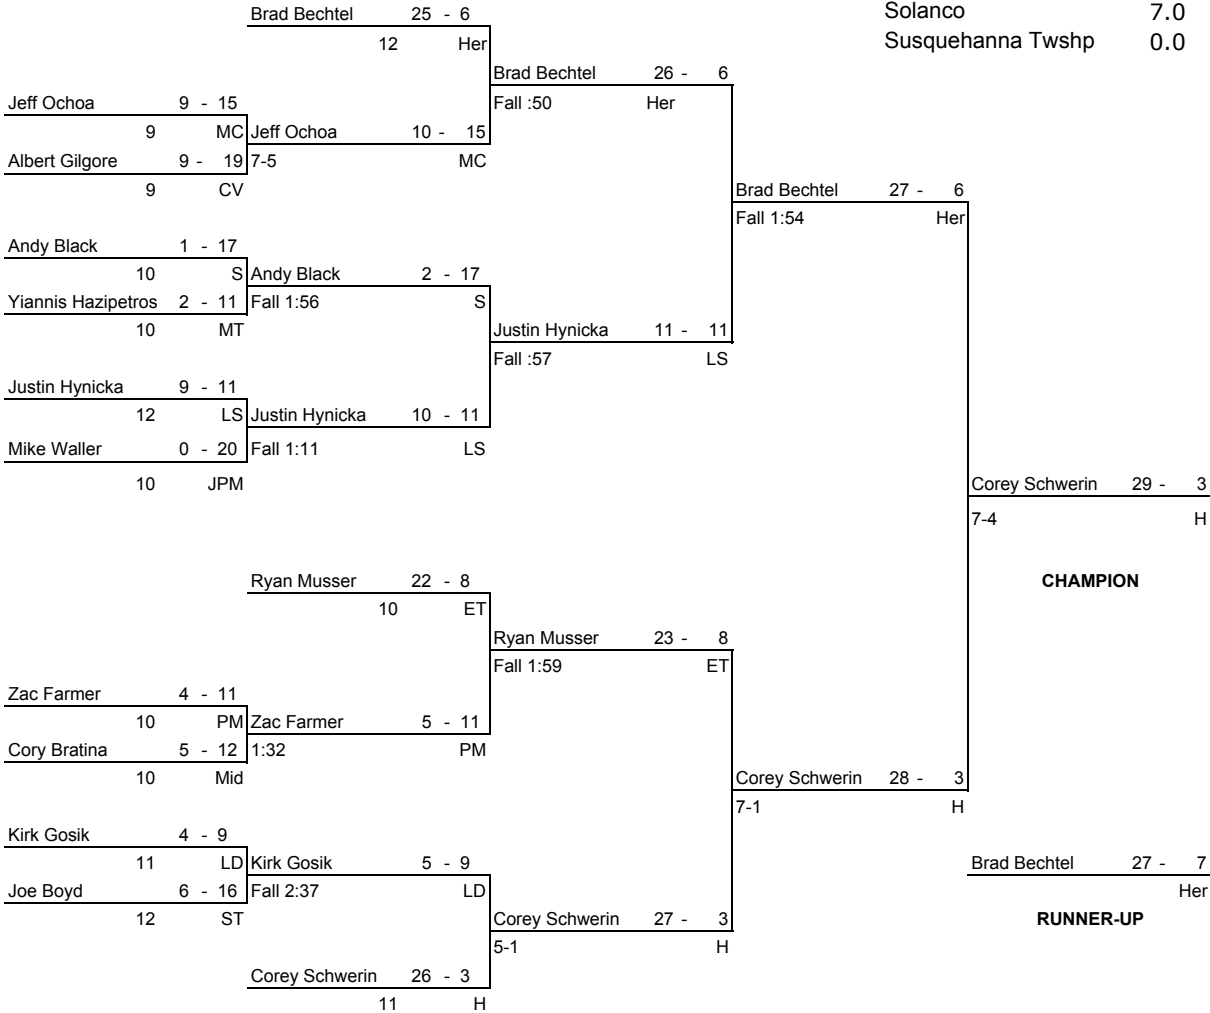 Solanco 7.0
Susquehanna Twshp 0.0
Brad Bechtel 25 - 6
12 Her
Brad Bechtel 26 - 6
Fall :50 Her
Jeff Ochoa 9 - 15
9 MC
Jeff Ochoa 10 - 15
Albert Gilgore 9 - 19
7-5 MC
9 CV
Brad Bechtel 27 - 6
Fall 1:54 Her
Andy Black 1 - 17
10 S
Andy Black 2 - 17
Yiannis Hazipetros 2 - 11
Fall 1:56 S
10 MT
Justin Hynicka 11 - 11
Fall :57 LS
Justin Hynicka 9 - 11
12 LS
Justin Hynicka 10 - 11
Mike Waller 0 - 20
Fall 1:11 LS
10 JPM
Corey Schwerin 29 - 3
7-4 H
CHAMPION
Ryan Musser 22 - 8
10 ET
Ryan Musser 23 - 8
Fall 1:59 ET
Zac Farmer 4 - 11
10 PM
Zac Farmer 5 - 11
Cory Bratina 5 - 12
1:32 PM
10 Mid
Corey Schwerin 28 - 3
7-1 H
Kirk Gosik 4 - 9
11 LD
Kirk Gosik 5 - 9
Joe Boyd 6 - 16
Fall 2:37 LD
12 ST
Brad Bechtel 27 - 7
Her
RUNNER-UP
Corey Schwerin 27 - 3
5-1 H
Corey Schwerin 26 - 3
11 H